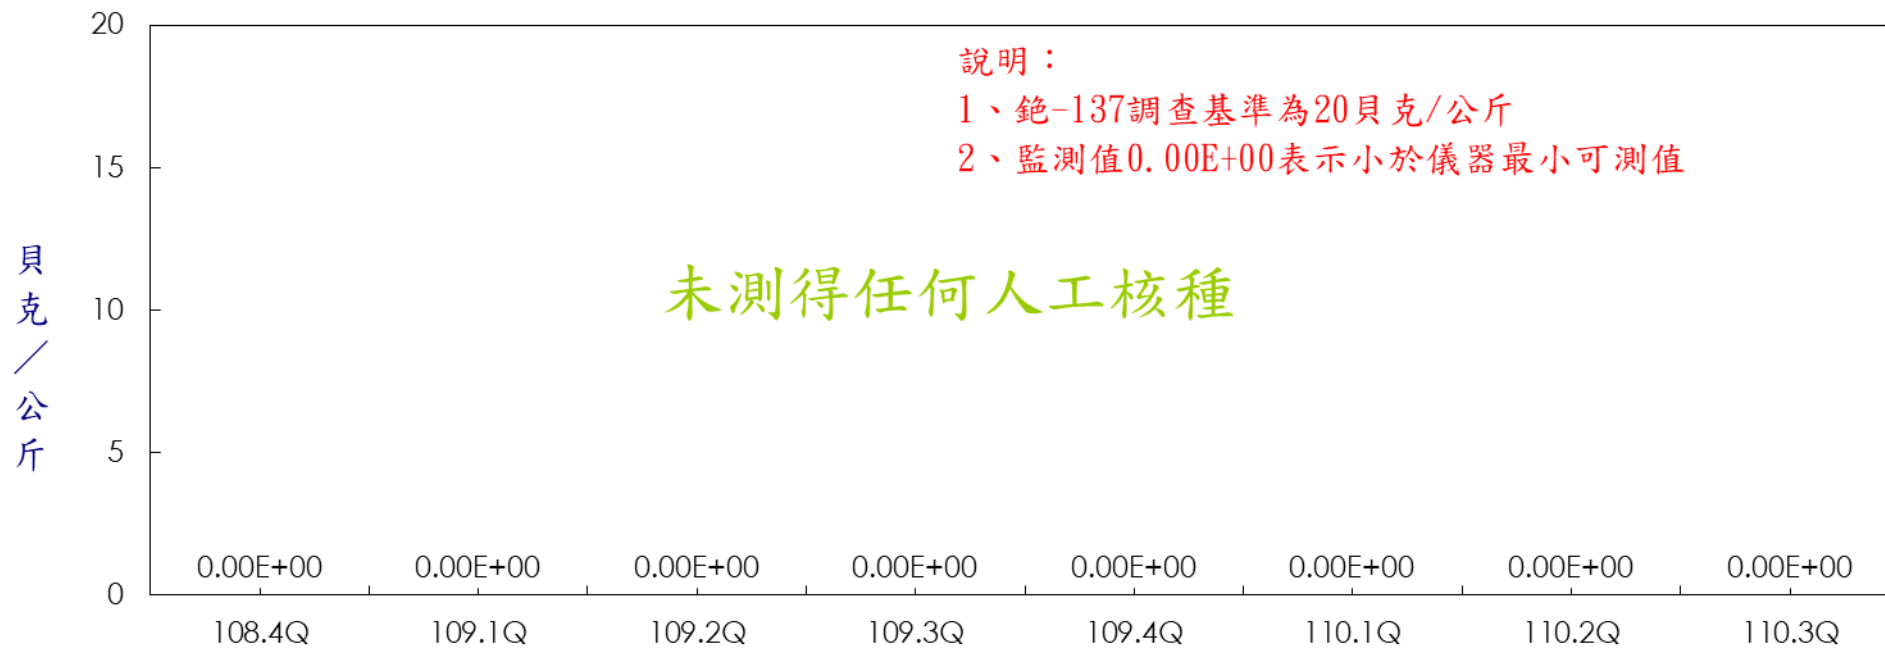 20
說明：
1、銫-137調查基準為20貝克/公斤
2、監測值0.00E+00表示小於儀器最小可測值
15
貝克／公斤
未測得任何人工核種
10
5
0.00E+00 0.00E+00 0.00E+00 0.00E+00 0.00E+00 0.00E+00 0.00E+00 0.00E+00
0
108.4Q 109.1Q 109.2Q 109.3Q 109.4Q 110.1Q 110.2Q 110.3Q